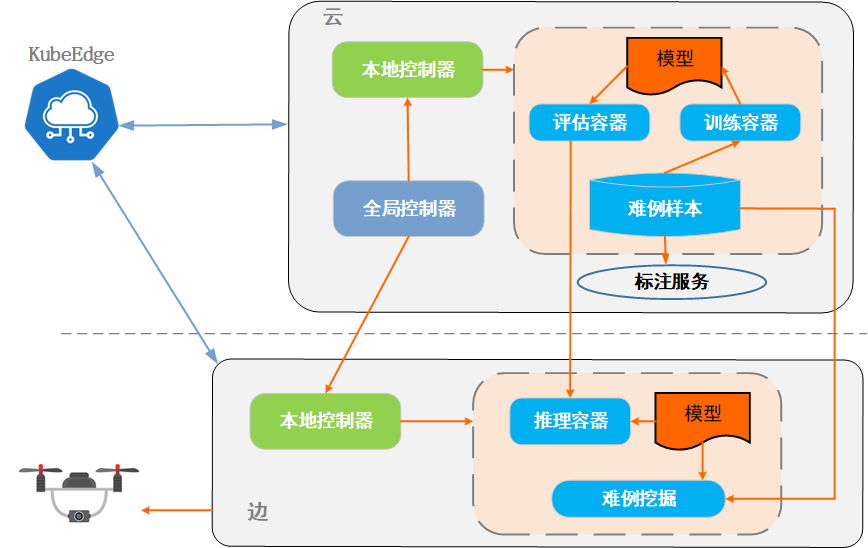 云
KubeEdge
本地控制器
模型
评估容器
训练容器
全局控制器
难例样本
标注服务
本地控制器
推理容器
模型
难例挖掘
边